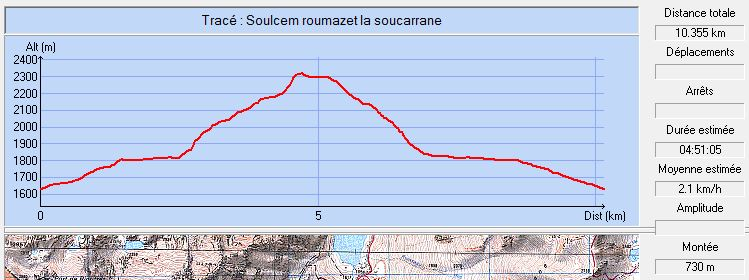 Tracé : Soulcem roumazet la soucarrane
Alt (m)
2400
2300
2200
2100
2000
1900
1800
1700
1600
0
5
Dist (km)
Distance totale
10.355 km
Déplacements
Arrêts
Durée estimée
04:51:05
Moyenne estimée
2.1 km/h
Amplitude
Montée
730 m